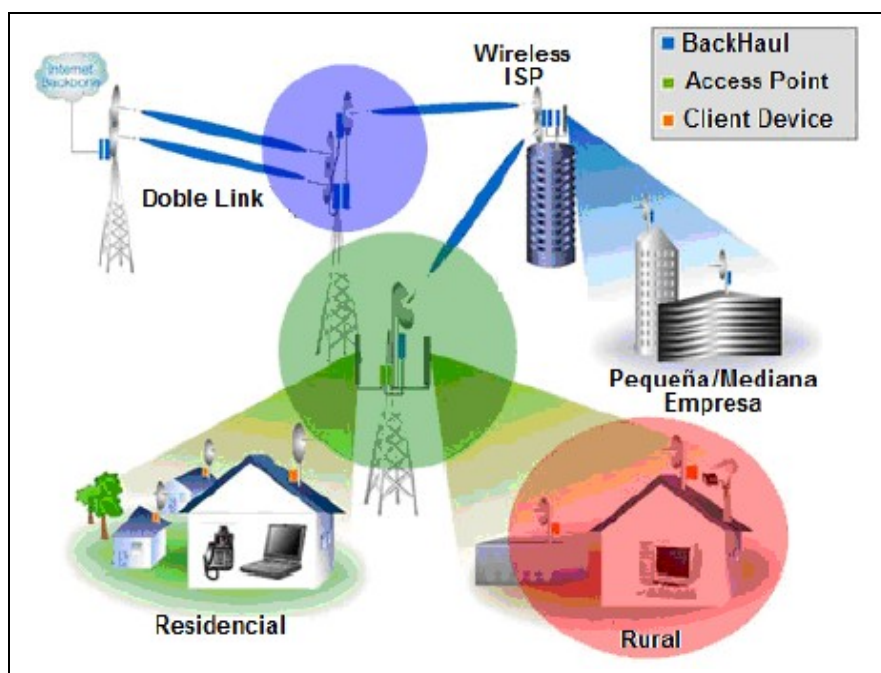 Internet
Backbone
Wireless
ISP
BackHaul
Access Point
Client Device
Doble Link
Pequeña/Mediana
Empresa
Residencial
Rural